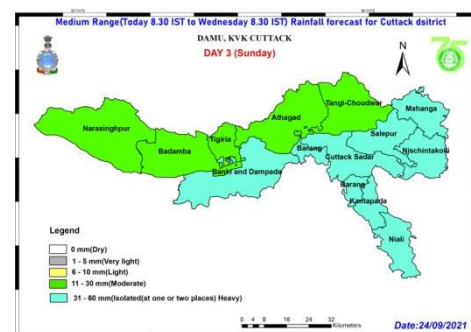 Medium Range(Today 8.30 IST to Wednesday 8.30 IST) Rainfall forecast for Cuttack dsitrict
DAMU, KVK CUTTACK
DAY 3 (Sunday)
N
75
Mahanga
Tangi-Choudwar
Narasinghpur
Athagad
Salepur
Tigiria
Badamba
Barang
Nischintakoili
Cuttack Sadar
Banki and Dampada
Barang
Kantapada
Niali
Legend
0 mm(Dry)
1 - 5 mm(Very light)
6 - 10 mm(Light)
11 - 30 mm(Moderate)
31 - 60 mm(Isolated(at one or two places) Heavy)
0 4 8 16 24 32
Kilometers
Date:24/09/2021